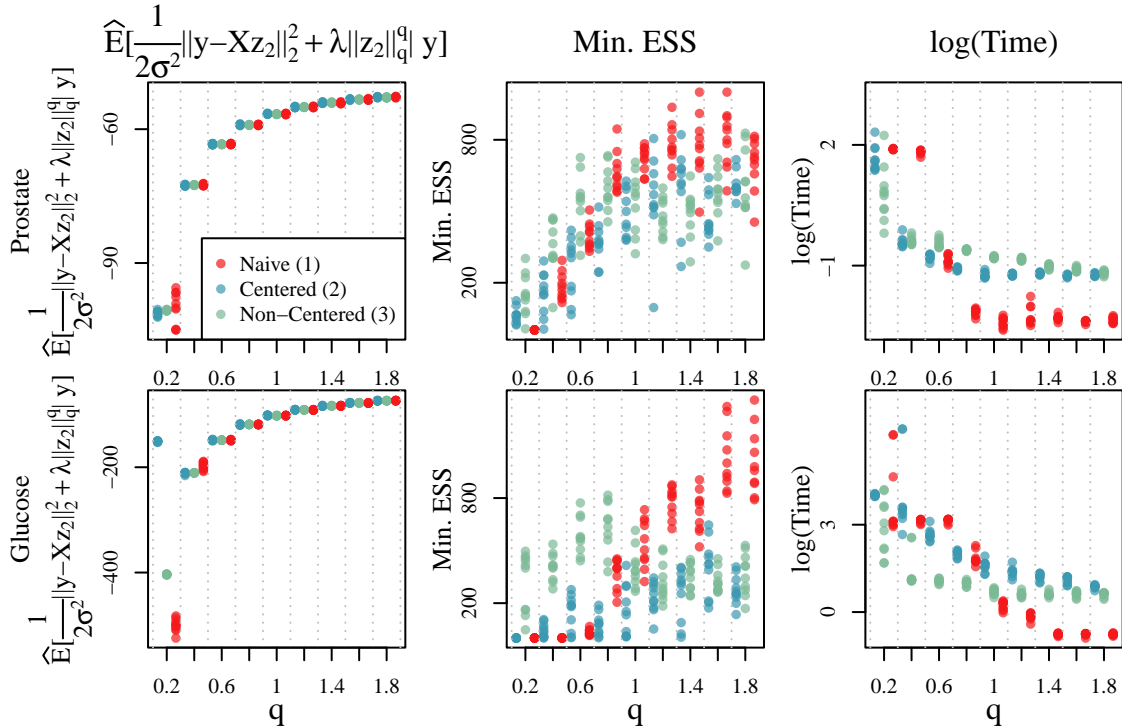 Ê[1/2σ² ||y−Xz₂||₂² + λ||z₂||_q^q | y]
Min. ESS
log(Time)
Prostate
Ê[1/2σ² ||y−Xz₂||₂² + λ||z₂||_q^q | y]
−60
−90
Naive (1)
Centered (2)
Non−Centered (3)
0.2 0.6 1 1.4 1.8
Min. ESS
800
200
0.2 0.6 1 1.4 1.8
log(Time)
2
−1
0.2 0.6 1 1.4 1.8
Glucose
Ê[1/2σ² ||y−Xz₂||₂² + λ||z₂||_q^q | y]
−200
−400
0.2 0.6 1 1.4 1.8
q
Min. ESS
800
200
0.2 0.6 1 1.4 1.8
q
log(Time)
3
0
0.2 0.6 1 1.4 1.8
q